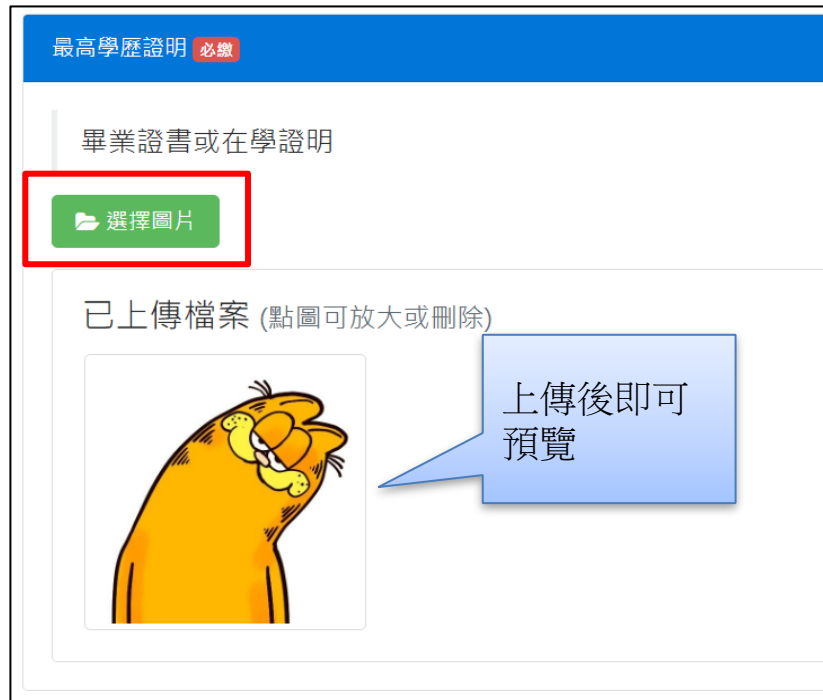 最高學歷證明 必繳
畢業證書或在學證明
選擇圖片
已上傳檔案 (點圖可放大或刪除)
上傳後即可
預覽